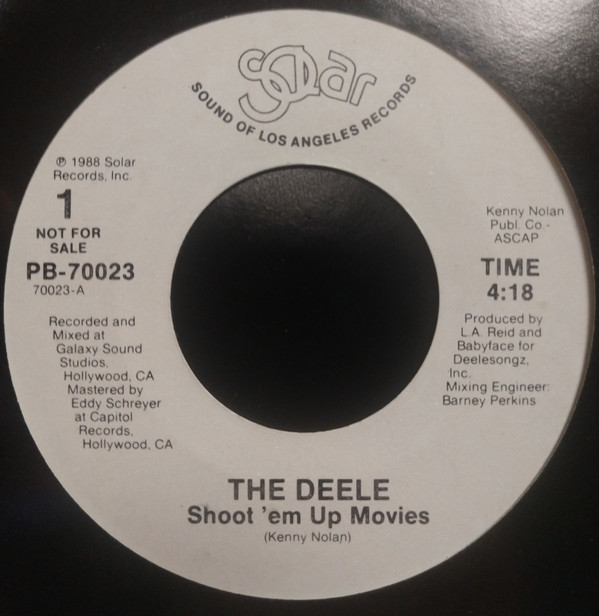 Solar
SOUND OF LOS ANGELES RECORDS
℗ 1988 Solar
Records, Inc.
1
NOT FOR
SALE
PB-70023
70023-A
Recorded and
Mixed at
Galaxy Sound
Studios,
Hollywood, CA
Mastered by
Eddy Schreyer
at Capitol
Records,
Hollywood, CA
Kenny Nolan
Publ. Co.-
ASCAP
TIME
4:18
Produced by
L.A. Reid and
Babyface for
Deelesongz,
Inc.
Mixing Engineer:
Barney Perkins
THE DEELE
Shoot 'em Up Movies
(Kenny Nolan)